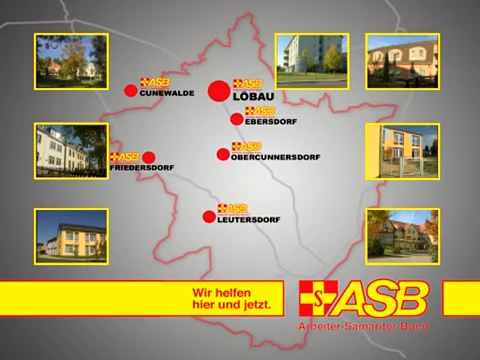 ASB
CUNEWALDE
ASB
LÖBAU
ASB
EBERSDORF
ASB
OBERCUNNERSDORF
ASB
FRIEDERSDORF
ASB
LEUTERSDORF
Wir helfen
hier und jetzt.
S ASB
Arbeiter-Samariter-Bund